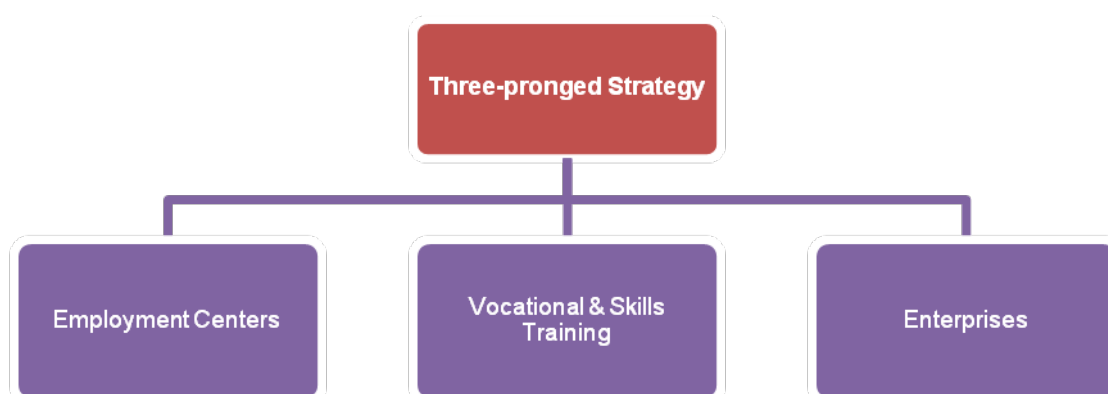 Three-pronged Strategy
Employment Centers
Vocational & Skills
Training
Enterprises